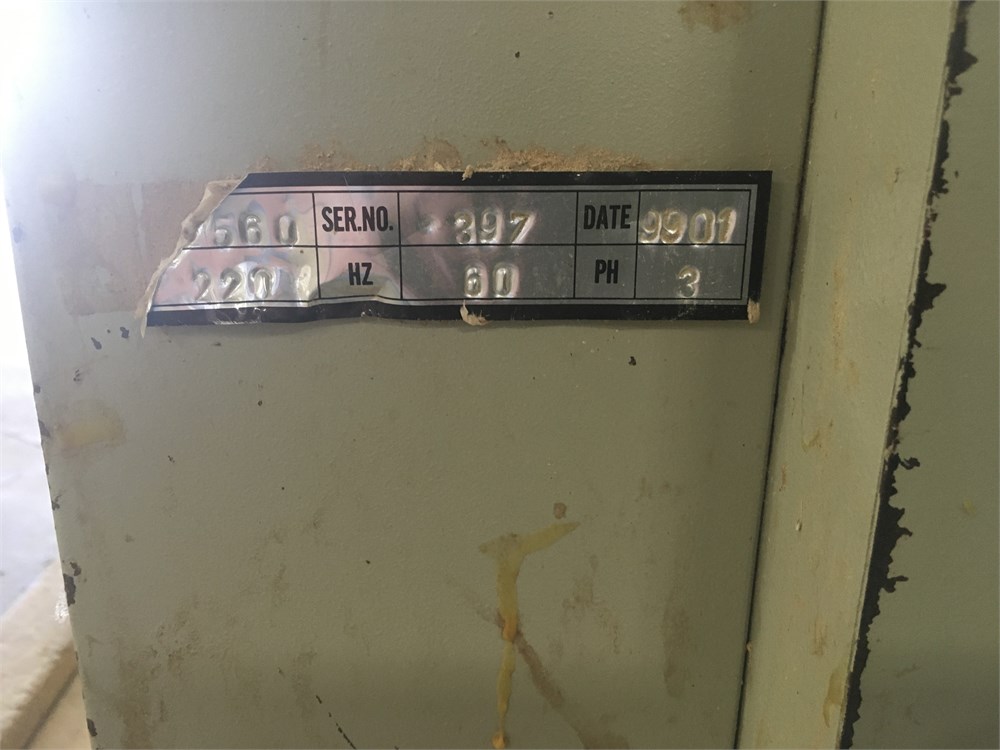 560 SER.NO. 397 DATE 9901
220 HZ 60 PH 3